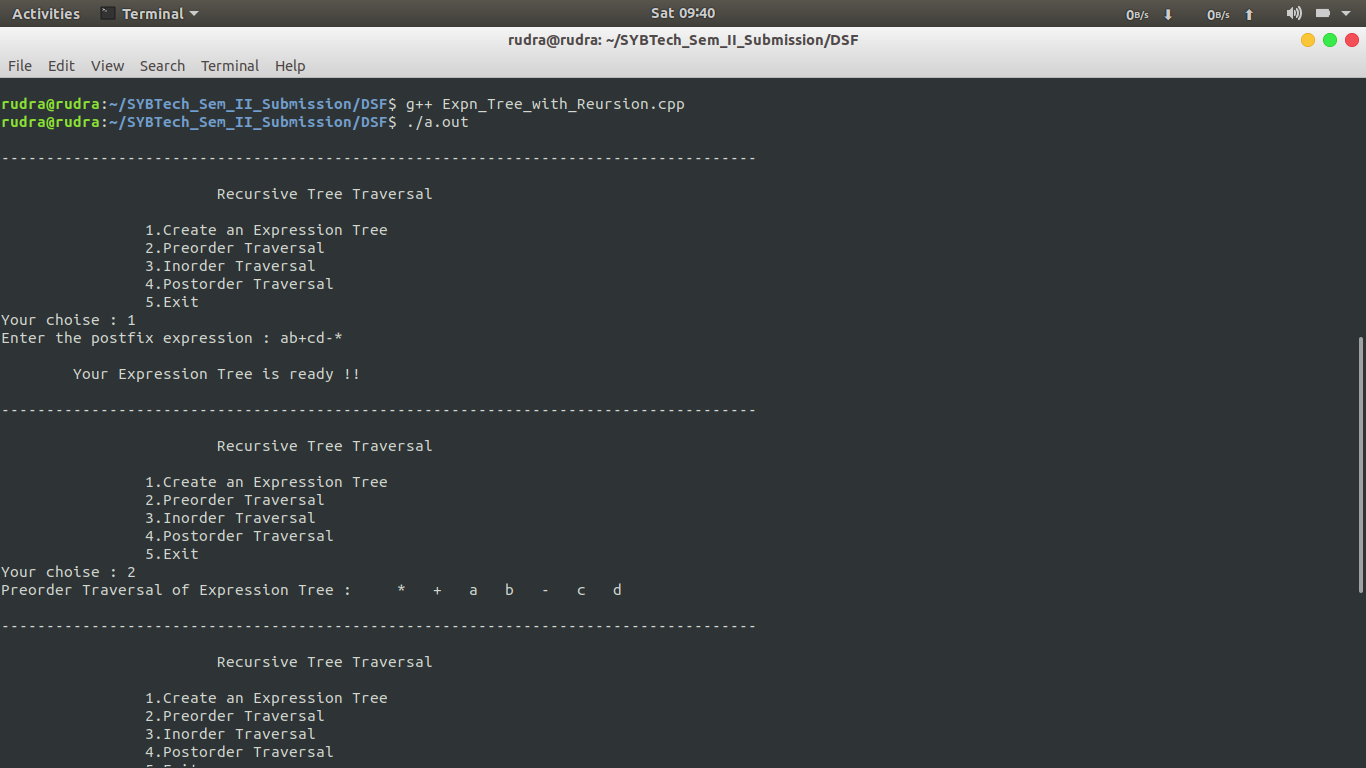 Activities Terminal Sat 09:40 0B/s 0B/s
rudra@rudra: ~/SYBTech_Sem_II_Submission/DSF
File Edit View Search Terminal Help
rudra@rudra:~/SYBTech_Sem_II_Submission/DSF$ g++ Expn_Tree_with_Reursion.cpp
rudra@rudra:~/SYBTech_Sem_II_Submission/DSF$ ./a.out
------------------------------------------------------------------------------------
Recursive Tree Traversal
1.Create an Expression Tree
2.Preorder Traversal
3.Inorder Traversal
4.Postorder Traversal
5.Exit
Your choise : 1
Enter the postfix expression : ab+cd-*
Your Expression Tree is ready !!
------------------------------------------------------------------------------------
Recursive Tree Traversal
1.Create an Expression Tree
2.Preorder Traversal
3.Inorder Traversal
4.Postorder Traversal
5.Exit
Your choise : 2
Preorder Traversal of Expression Tree : * + a b - c d
------------------------------------------------------------------------------------
Recursive Tree Traversal
1.Create an Expression Tree
2.Preorder Traversal
3.Inorder Traversal
4.Postorder Traversal